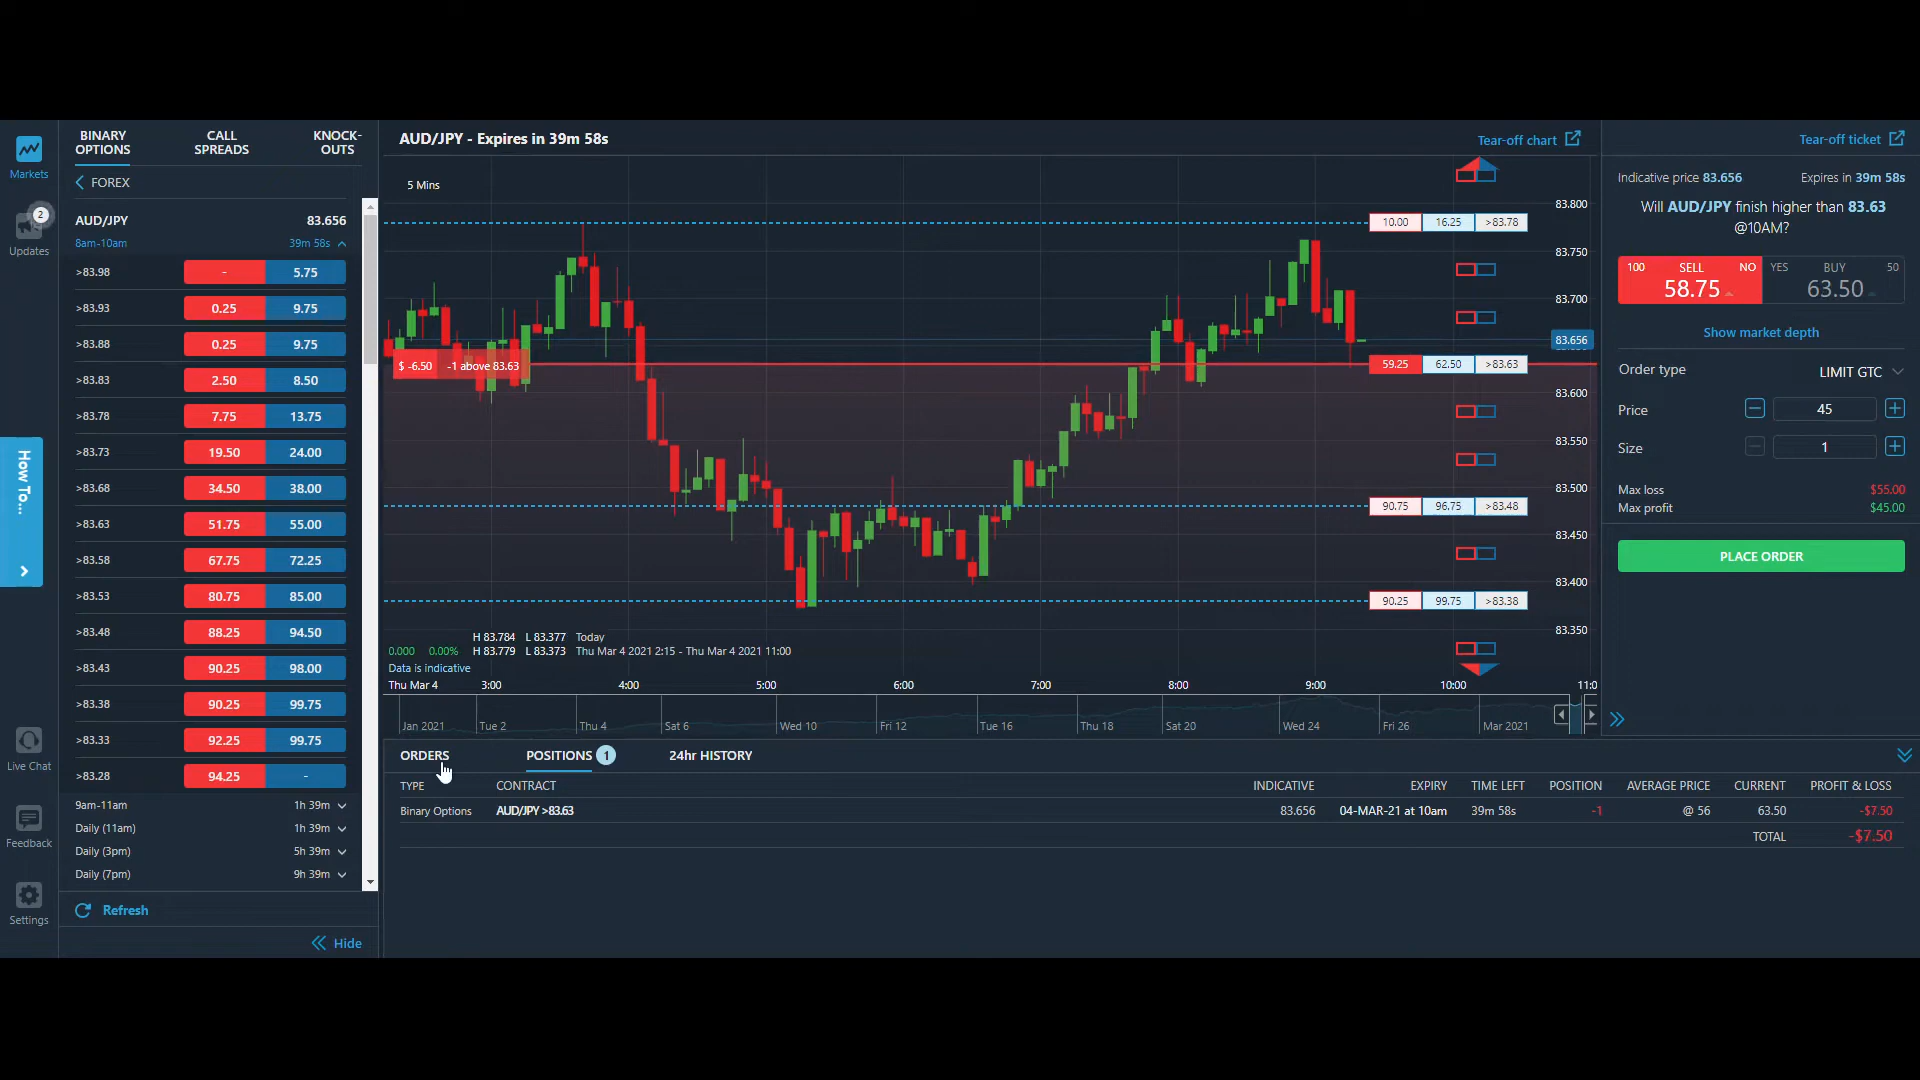 Markets
2
Updates
How To...
Live Chat
Feedback
Settings
BINARY OPTIONS
CALL SPREADS
KNOCK-OUTS
FOREX
AUD/JPY 83.656
8am-10am 39m 58s
>83.98 - 5.75
>83.93 0.25 9.75
>83.88 0.25 9.75
>83.83 2.50 8.50
>83.78 7.75 13.75
>83.73 19.50 24.00
>83.68 34.50 38.00
>83.63 51.75 55.00
>83.58 67.75 72.25
>83.53 80.75 85.00
>83.48 88.25 94.50
>83.43 90.25 98.00
>83.38 90.25 99.75
>83.33 92.25 99.75
>83.28 94.25 -
9am-11am 1h 39m
Daily (11am) 1h 39m
Daily (3pm) 5h 39m
Daily (7pm) 9h 39m
Refresh
Hide
AUD/JPY - Expires in 39m 58s
Tear-off chart
5 Mins
10.00 16.25 >83.78
$ -6.50 -1 above 83.63
59.25 62.50 >83.63
90.75 96.75 >83.48
90.25 99.75 >83.38
83.800
83.750
83.700
83.656
83.600
83.550
83.500
83.450
83.400
83.350
H 83.784 L 83.377 Today
0.000 0.00% H 83.779 L 83.373 Thu Mar 4 2021 2:15 - Thu Mar 4 2021 11:00
Data is indicative
Thu Mar 4 3:00 4:00 5:00 6:00 7:00 8:00 9:00 10:00 11:0
Jan 2021 Tue 2 Thu 4 Sat 6 Wed 10 Fri 12 Tue 16 Thu 18 Sat 20 Wed 24 Fri 26 Mar 2021
Tear-off ticket
Indicative price 83.656 Expires in 39m 58s
Will AUD/JPY finish higher than 83.63
@10AM?
100 SELL NO YES BUY 50
58.75 63.50
Show market depth
Order type LIMIT GTC
Price 45
Size 1
Max loss $55.00
Max profit $45.00
PLACE ORDER
ORDERS POSITIONS 1 24hr HISTORY
TYPE CONTRACT INDICATIVE EXPIRY TIME LEFT POSITION AVERAGE PRICE CURRENT PROFIT & LOSS
Binary Options AUD/JPY >83.63 83.656 04-MAR-21 at 10am 39m 58s -1 @ 56 63.50 -$7.50
TOTAL -$7.50